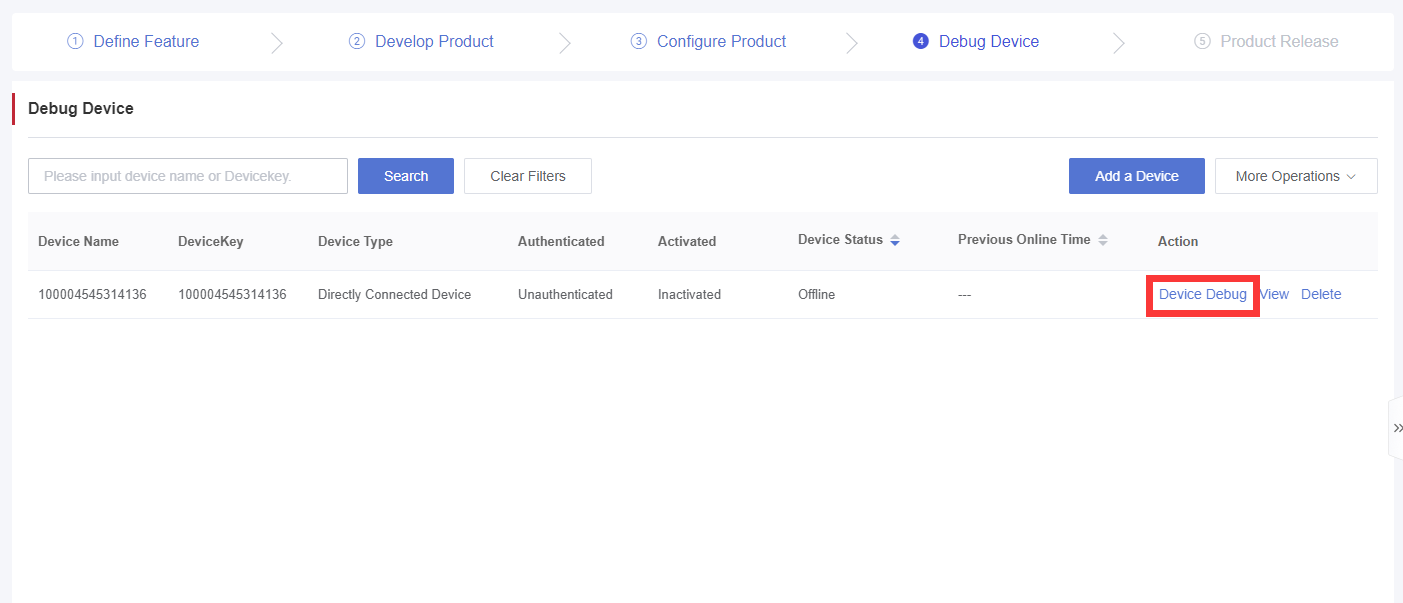 1 Define Feature
2 Develop Product
3 Configure Product
4 Debug Device
5 Product Release
Debug Device
Please input device name or Devicekey.
Search
Clear Filters
Add a Device
More Operations
Device Name DeviceKey Device Type Authenticated Activated Device Status Previous Online Time Action
100004545314136 100004545314136 Directly Connected Device Unauthenticated Inactivated Offline --- Device Debug View Delete